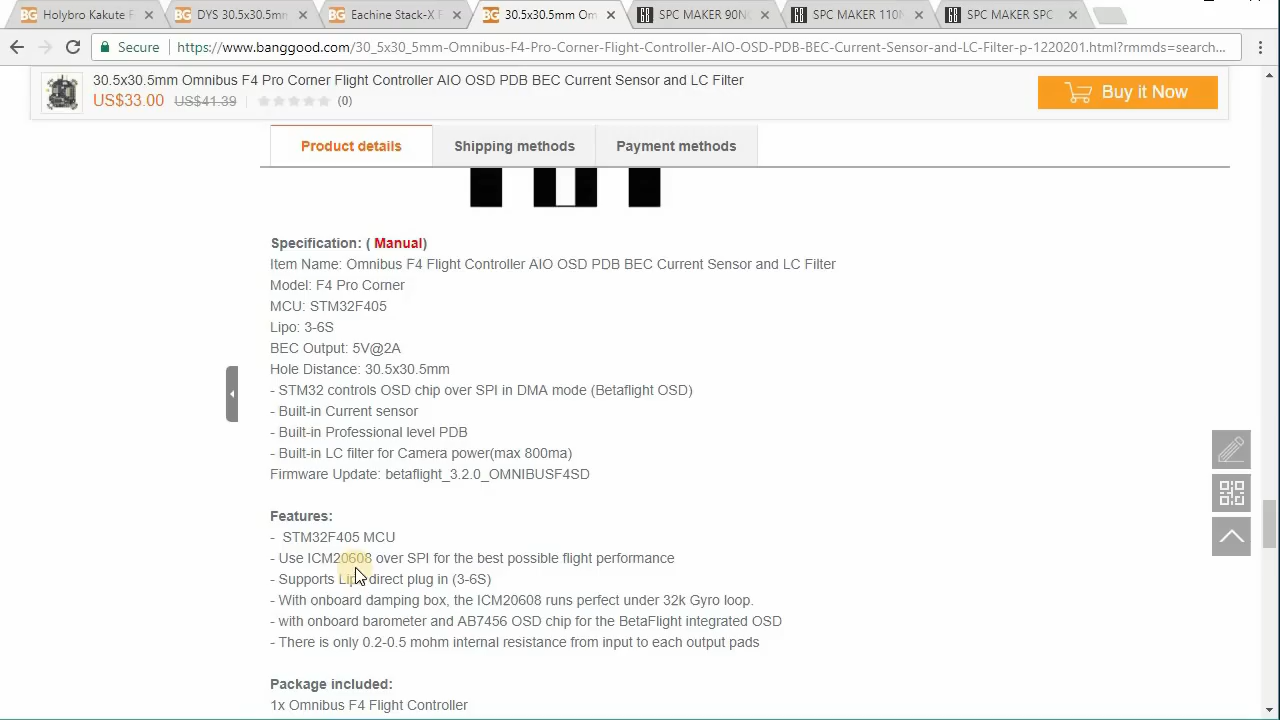 Holybro Kakute F
DYS 30.5x30.5mm
Eachine Stack-X F
30.5x30.5mm Om
SPC MAKER
SPC MAKER 110
SPC MAKER SPC
Secure https://www.banggood.com/30_5x30_5mm-Omnibus-F4-Pro-Corner-Flight-Controller-AIO-OSD-PDB-BEC-Current-Sensor-and-LC-Filter-p-1220201.html?rmmds=search...
30.5x30.5mm Omnibus F4 Pro Corner Flight Controller AIO OSD PDB BEC Current Sensor and LC Filter
US$33.00 US$41.39 (0)
Buy it Now
Product details Shipping methods Payment methods
Specification: ( Manual)
Item Name: Omnibus F4 Flight Controller AIO OSD PDB BEC Current Sensor and LC Filter
Model: F4 Pro Corner
MCU: STM32F405
Lipo: 3-6S
BEC Output: 5V@2A
Hole Distance: 30.5x30.5mm
- STM32 controls OSD chip over SPI in DMA mode (Betaflight OSD)
- Built-in Current sensor
- Built-in Professional level PDB
- Built-in LC filter for Camera power(max 800ma)
Firmware Update: betaflight_3.2.0_OMNIBUSF4SD
Features:
- STM32F405 MCU
- Use ICM20608 over SPI for the best possible flight performance
- Supports Lipo direct plug in (3-6S)
- With onboard damping box, the ICM20608 runs perfect under 32k Gyro loop.
- with onboard barometer and AB7456 OSD chip for the BetaFlight integrated OSD
- There is only 0.2-0.5 mohm internal resistance from input to each output pads
Package included:
1x Omnibus F4 Flight Controller